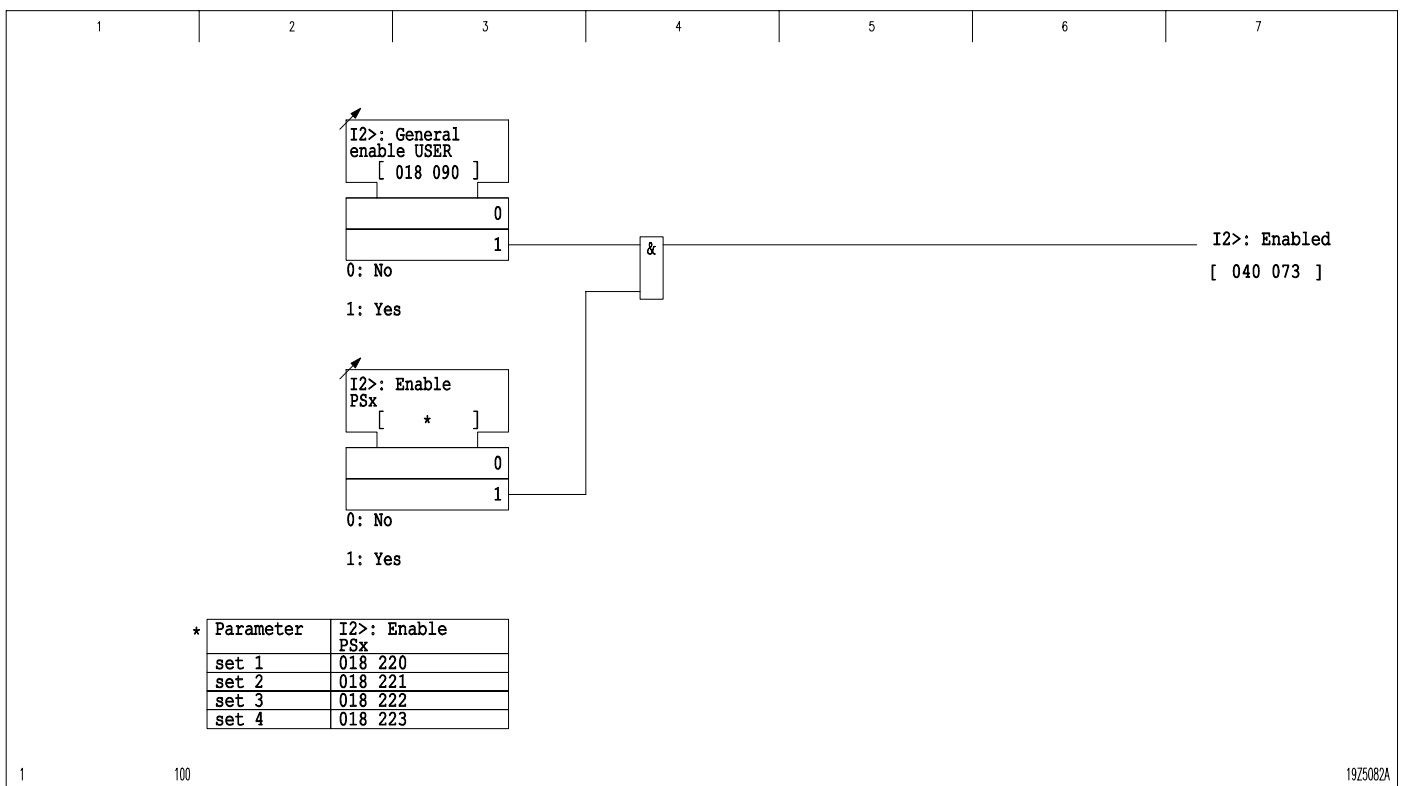 1 2 3 4 5 6 7
I2>: General
enable USER
[ 018 090 ]
0
1
0: No
1: Yes
&
I2>: Enabled
[ 040 073 ]
I2>: Enable
PSx
[ * ]
0
1
0: No
1: Yes
* Parameter I2>: Enable
PSx
set 1 018 220
set 2 018 221
set 3 018 222
set 4 018 223
1 100 19Z5082A